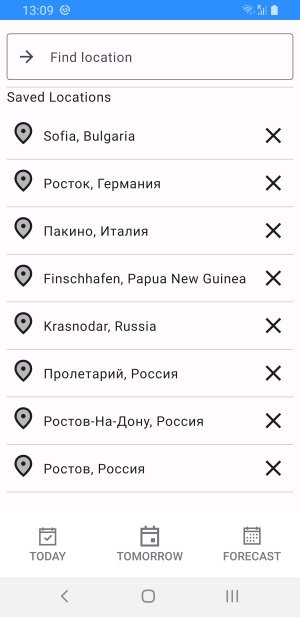 13:09
Find location
Saved Locations
Sofia, Bulgaria
Росток, Германия
Пакино, Италия
Finschhafen, Papua New Guinea
Krasnodar, Russia
Пролетарий, Россия
Ростов-На-Дону, Россия
Ростов, Россия
TODAY TOMORROW FORECAST